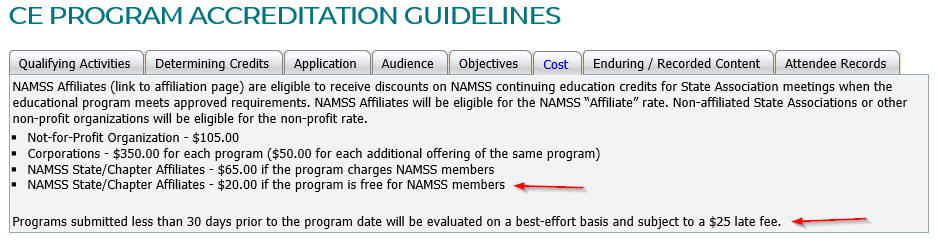 CE PROGRAM ACCREDITATION GUIDELINES
Qualifying Activities Determining Credits Application Audience Objectives Cost Enduring / Recorded Content Attendee Records
NAMSS Affiliates (link to affiliation page) are eligible to receive discounts on NAMSS continuing education credits for State Association meetings when the
educational program meets approved requirements. NAMSS Affiliates will be eligible for the NAMSS “Affiliate” rate. Non-affiliated State Associations or other
non-profit organizations will be eligible for the non-profit rate.
▪ Not-for-Profit Organization - $105.00
▪ Corporations - $350.00 for each program ($50.00 for each additional offering of the same program)
▪ NAMSS State/Chapter Affiliates - $65.00 if the program charges NAMSS members
▪ NAMSS State/Chapter Affiliates - $20.00 if the program is free for NAMSS members
Programs submitted less than 30 days prior to the program date will be evaluated on a best-effort basis and subject to a $25 late fee.